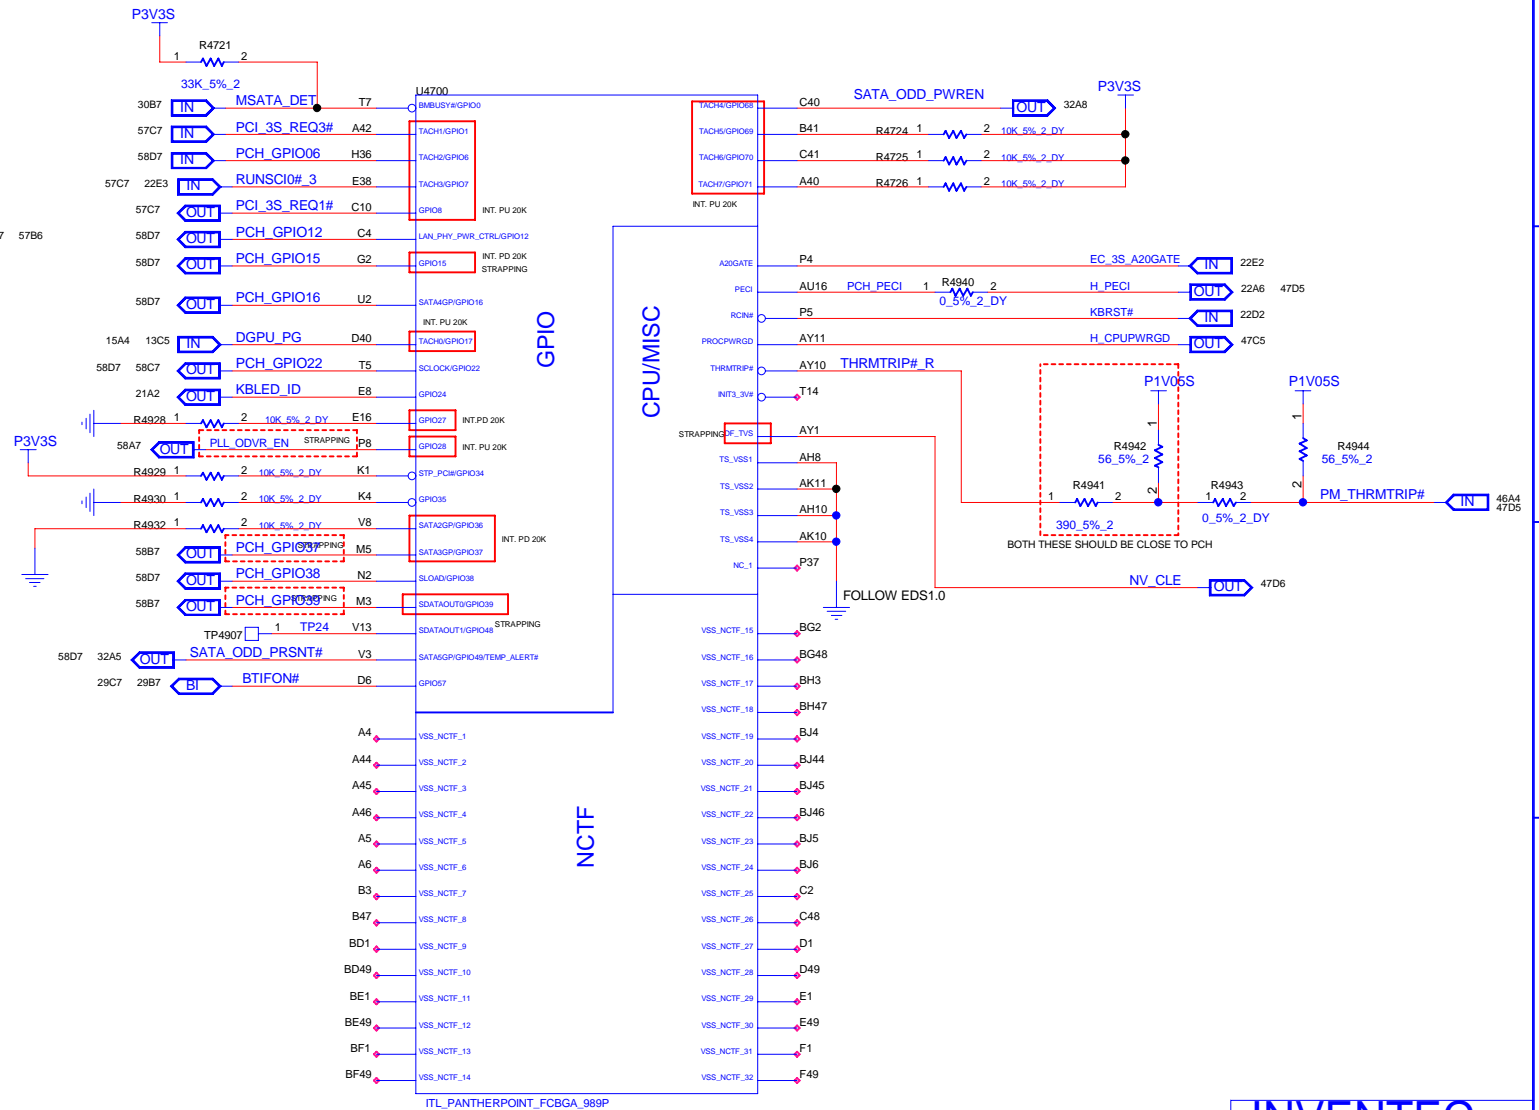 P3V3S
R4721
1 2
33K_5%_2
U4700
30B7 IN MSATA_DET T7 BMBUSY#/GPIO0
57C7 IN PCI_3S_REQ3# A42 TACH1/GPIO1
58D7 IN PCH_GPIO06 H36 TACH2/GPIO6
57C7 22E3 IN RUNSCI0#_3 E38 TACH3/GPIO7
57C7 OUT PCI_3S_REQ1# C10 GPIO8 INT. PU 20K
7 57B6
58D7 OUT PCH_GPIO12 C4 LAN_PHY_PWR_CTRL/GPIO12
58D7 OUT PCH_GPIO15 G2 GPIO15 INT. PD 20K
STRAPPING
58D7 OUT PCH_GPIO16 U2 SATA4GP/GPIO16
INT. PU 20K
15A4 13C5 IN DGPU_PG D40 TACH0/GPIO17
58D7 58C7 OUT PCH_GPIO22 T5 SCLOCK/GPIO22
21A2 OUT KBLED_ID E8 GPIO24
R4928 1 2 10K_5%_2_DY E16 GPIO27 INT.PD 20K
P3V3S
58A7 OUT PLL_ODVR_EN STRAPPING P8 GPIO28 INT. PU 20K
R4929 1 2 10K_5%_2_DY K1 STP_PCI#/GPIO34
R4930 1 2 10K_5%_2_DY K4 GPIO35
R4932 1 2 10K_5%_2_DY V8 SATA2GP/GPIO36
INT. PD 20K
58B7 OUT PCH_GPIO37 STRAPPING M5 SATA3GP/GPIO37
58D7 OUT PCH_GPIO38 N2 SLOAD/GPIO38
58B7 OUT PCH_GPIO39 STRAPPING M3 SDATAOUT0/GPIO39
STRAPPING
TP4907 1 TP24 V13 SDATAOUT1/GPIO48
58D7 32A5 OUT SATA_ODD_PRSNT# V3 SATA5GP/GPIO49/TEMP_ALERT#
29C7 29B7 BI BTIFON# D6 GPIO57
A4 VSS_NCTF_1
A44 VSS_NCTF_2
A45 VSS_NCTF_3
A46 VSS_NCTF_4
A5 VSS_NCTF_5
A6 VSS_NCTF_6
B3 VSS_NCTF_7
B47 VSS_NCTF_8
BD1 VSS_NCTF_9
BD49 VSS_NCTF_10
BE1 VSS_NCTF_11
BE49 VSS_NCTF_12
BF1 VSS_NCTF_13
BF49 VSS_NCTF_14
GPIO
CPU/MISC
NCTF
P3V3S
TACH4/GPIO68 C40 SATA_ODD_PWREN OUT 32A8
TACH5/GPIO69 B41 R4724 1 2 10K_5%_2_DY
TACH6/GPIO70 C41 R4725 1 2 10K_5%_2_DY
TACH7/GPIO71 A40 R4726 1 2 10K_5%_2_DY
INT. PU 20K
A20GATE P4 EC_3S_A20GATE IN 22E2
PECI AU16 PCH_PECI 1 R4940 2 H_PECI OUT 22A6 47D5
0_5%_2_DY
RCIN# P5 KBRST# IN 22D2
PROCPWRGD AY11 H_CPUPWRGD OUT 47C5
THRMTRIP# AY10 THRMTRIP#_R
INIT3_3V# T14
P1V05S P1V05S
1 1
STRAPPING DF_TVS AY1
R4942 R4944
56_5%_2 56_5%_2
2 2
TS_VSS1 AH8
TS_VSS2 AK11
TS_VSS3 AH10
TS_VSS4 AK10
NC_1 P37
1 R4941 2 1 R4943 2 PM_THRMTRIP# IN 46A4
47D5
390_5%_2 0_5%_2_DY
BOTH THESE SHOULD BE CLOSE TO PCH
NV_CLE OUT 47D6
FOLLOW EDS1.0
VSS_NCTF_15 BG2
VSS_NCTF_16 BG48
VSS_NCTF_17 BH3
VSS_NCTF_18 BH47
VSS_NCTF_19 BJ4
VSS_NCTF_20 BJ44
VSS_NCTF_21 BJ45
VSS_NCTF_22 BJ46
VSS_NCTF_23 BJ5
VSS_NCTF_24 BJ6
VSS_NCTF_25 C2
VSS_NCTF_26 C48
VSS_NCTF_27 D1
VSS_NCTF_28 D49
VSS_NCTF_29 E1
VSS_NCTF_30 E49
VSS_NCTF_31 F1
VSS_NCTF_32 F49
ITL_PANTHERPOINT_FCBGA_989P
INVENTEC